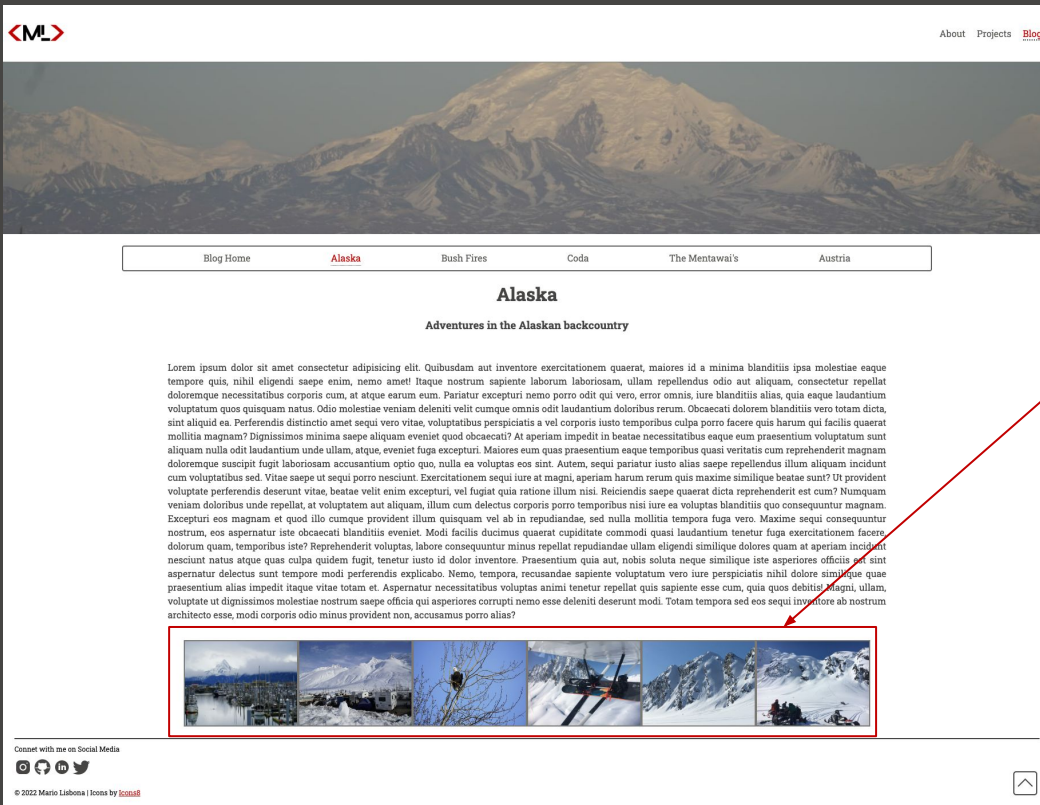 <ML>
About Projects Blog
Blog Home Alaska Bush Fires Coda The Mentawai's Austria
Alaska
Adventures in the Alaskan backcountry
Lorem ipsum dolor sit amet consectetur adipisicing elit. Quibusdam aut inventore exercitationem quaerat, maiores id a minima blanditiis ipsa molestiae eaque
tempore quis, nihil eligendi saepe enim, nemo amet! Itaque nostrum sapiente laborum laboriosam, ullam repellendus odio aut aliquam, consectetur repellat
doloremque necessitatibus corporis cum, at atque earum eum. Pariatur excepturi nemo porro odit qui vero, error omnis, iure blanditiis alias, quia eaque laudantium
voluptatum quos quisquam natus. Odio molestiae veniam deleniti velit cumque omnis odit laudantium doloribus rerum. Obcaecati dolorem blanditiis vero totam dicta,
sint aliquid ea. Perferendis distinctio amet sequi vero vitae, voluptatibus perspiciatis a vel corporis iusto temporibus culpa porro facere quis harum qui facilis quaerat
mollitia magnam? Dignissimos minima saepe aliquam eveniet quod obcaecati? At aperiam impedit in beatae necessitatibus eaque eum praesentium voluptatum sunt
aliquam nulla odit laudantium unde ullam, atque, eveniet fuga excepturi. Maiores eum quas praesentium eaque temporibus quasi veritatis cum reprehenderit magnam
doloremque suscipit fugit laboriosam accusantium optio quo, nulla ea voluptas eos sint. Autem, sequi pariatur iusto alias saepe repellendus illum aliquam incidunt
cum voluptatibus sed. Vitae saepe ut sequi porro nesciunt. Exercitationem sequi iure at magni, aperiam harum rerum quis maxime similique beatae sunt? Ut provident
voluptate perferendis deserunt vitae, beatae velit enim excepturi, vel fugiat quia ratione illum nisi. Reiciendis saepe quaerat dicta reprehenderit est cum? Numquam
veniam doloribus unde repellat, at voluptatem aut aliquam, illum cum delectus corporis porro temporibus nisi iure ea voluptas blanditiis quo consequuntur magnam.
Excepturi eos magnam et quod illo cumque provident illum quisquam vel ab in repudiandae, sed nulla mollitia tempora fuga vero. Maxime sequi consequuntur
nostrum, eos aspernatur iste obcaecati blanditiis eveniet. Modi facilis ducimus quaerat cupiditate commodi quasi laudantium tenetur fuga exercitationem facere,
dolorum quam, temporibus iste? Reprehenderit voluptas, labore consequuntur minus repellat repudiandae ullam eligendi similique dolores quam at aperiam incidunt
nesciunt natus atque quas culpa quidem fugit, tenetur iusto id dolor inventore. Praesentium quia aut, nobis soluta neque similique iste asperiores officiis est sint
aspernatur delectus sunt tempore modi perferendis explicabo. Nemo, tempora, recusandae sapiente voluptatum vero iure perspiciatis nihil dolore similique quae
praesentium alias impedit itaque vitae totam et. Aspernatur necessitatibus voluptas animi tenetur repellat quis sapiente esse cum, quia quos debitis! Magni, ullam,
voluptate ut dignissimos molestiae nostrum saepe officia qui asperiores corrupti nemo esse deleniti deserunt modi. Totam tempora sed eos sequi inventore ab nostrum
architecto esse, modi corporis odio minus provident non, accusamus porro alias?
Connet with me on Social Media
in
© 2022 Mario Lisbona | Icons by Icons8